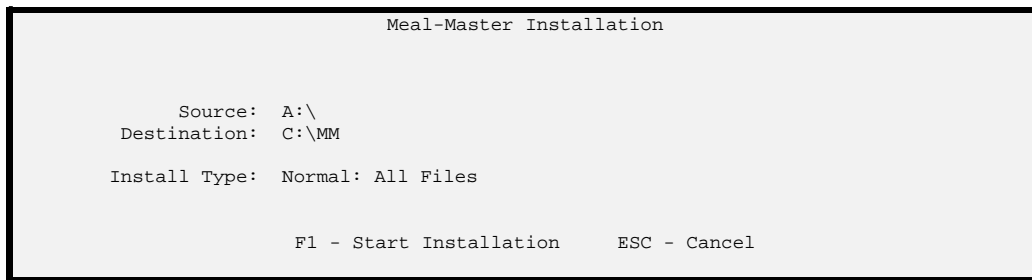 Meal-Master Installation
Source: A:\
Destination: C:\MM
Install Type: Normal: All Files
F1 - Start Installation ESC - Cancel